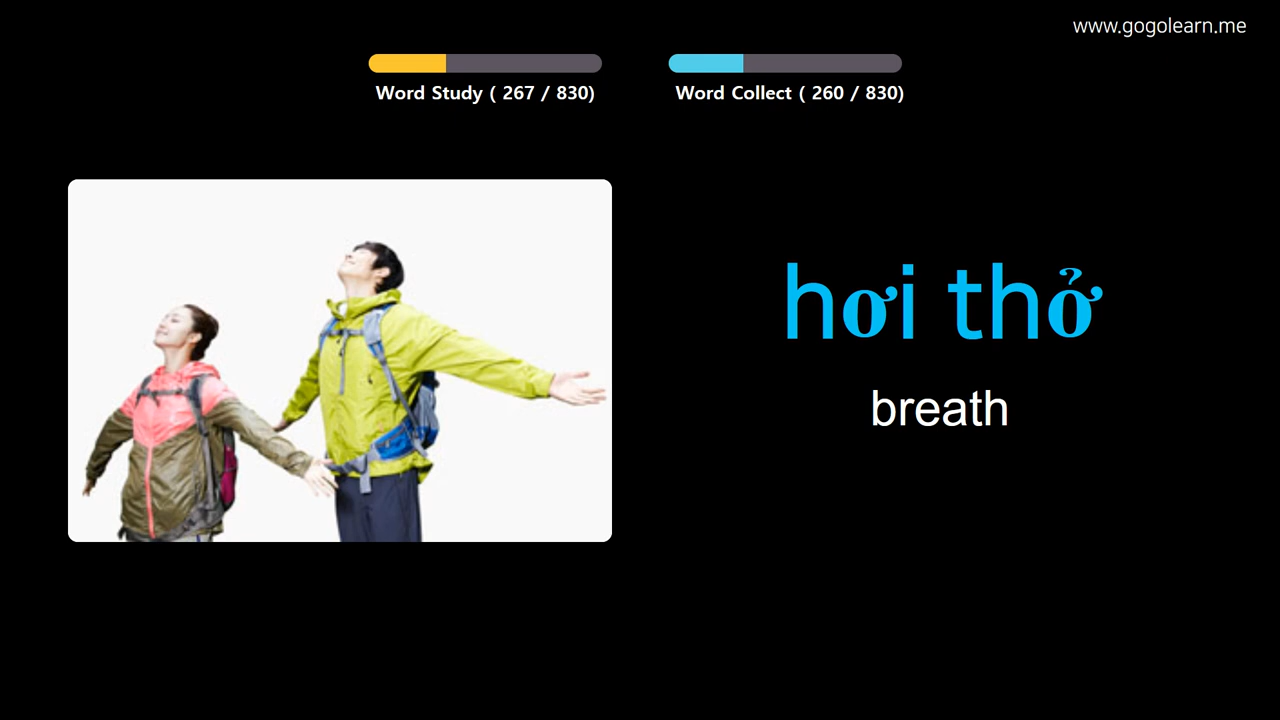 www.gogolearn.me
Word Study ( 267 / 830)
Word Collect ( 260 / 830)
hơi thở
breath